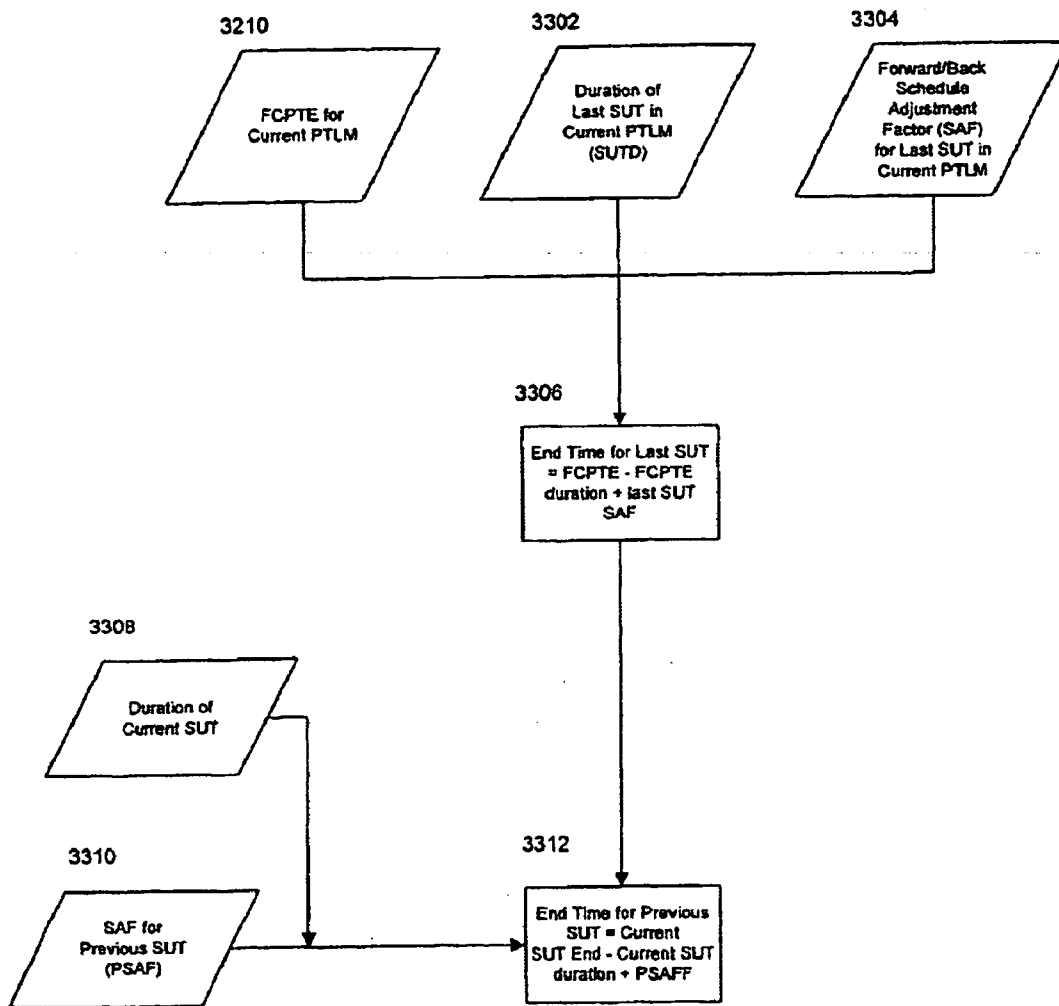 3210
3302
3304
FCPTE for
Current PTLM
Duration of
Last SUT in
Current PTLM
(SUTD)
Forward/Back
Schedule
Adjustment
Factor (SAF)
for Last SUT in
Current PTLM
3306
End Time for Last SUT
= FCPTE - FCPTE
duration + last SUT
SAF
3308
Duration of
Current SUT
3310
SAF for
Previous SUT
(PSAF)
3312
End Time for Previous
SUT = Current
SUT End - Current SUT
duration + PSAFF